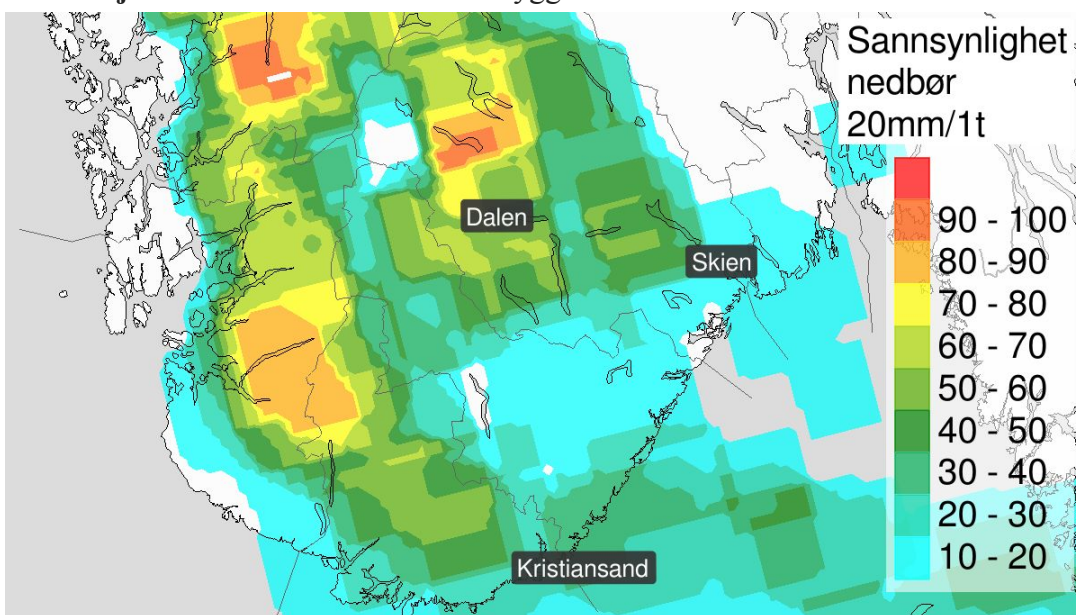 Sannsynlighet
nedbør
20mm/1t
90 - 100
80 - 90
70 - 80
60 - 70
50 - 60
40 - 50
30 - 40
20 - 30
10 - 20
Dalen
Skien
Kristiansand